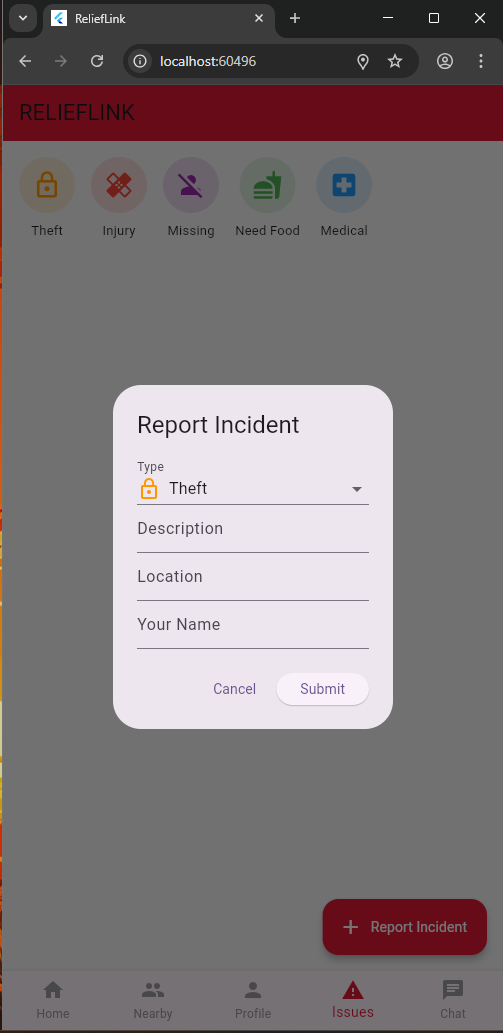 ReliefLink
localhost:60496
RELIEFLINK
Theft Injury Missing Need Food Medical
Report Incident
Type
Theft
Description
Location
Your Name
Cancel Submit
Report Incident
Home Nearby Profile Issues Chat